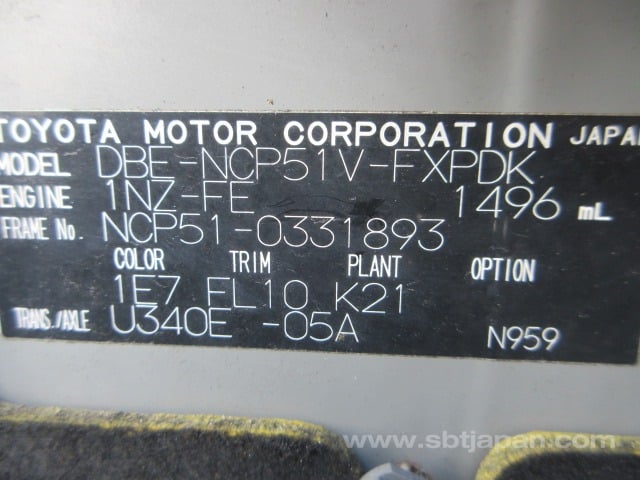 TOYOTA MOTOR CORPORATION JAPAN
MODEL DBE-NCP51V-FXPDK
ENGINE 1NZ-FE 1496 mL
FRAME No. NCP51-0331893
COLOR TRIM PLANT OPTION
1E7 FL10 K21
TRANS./AXLE U340E -05A N959
www.sbtjapan.com